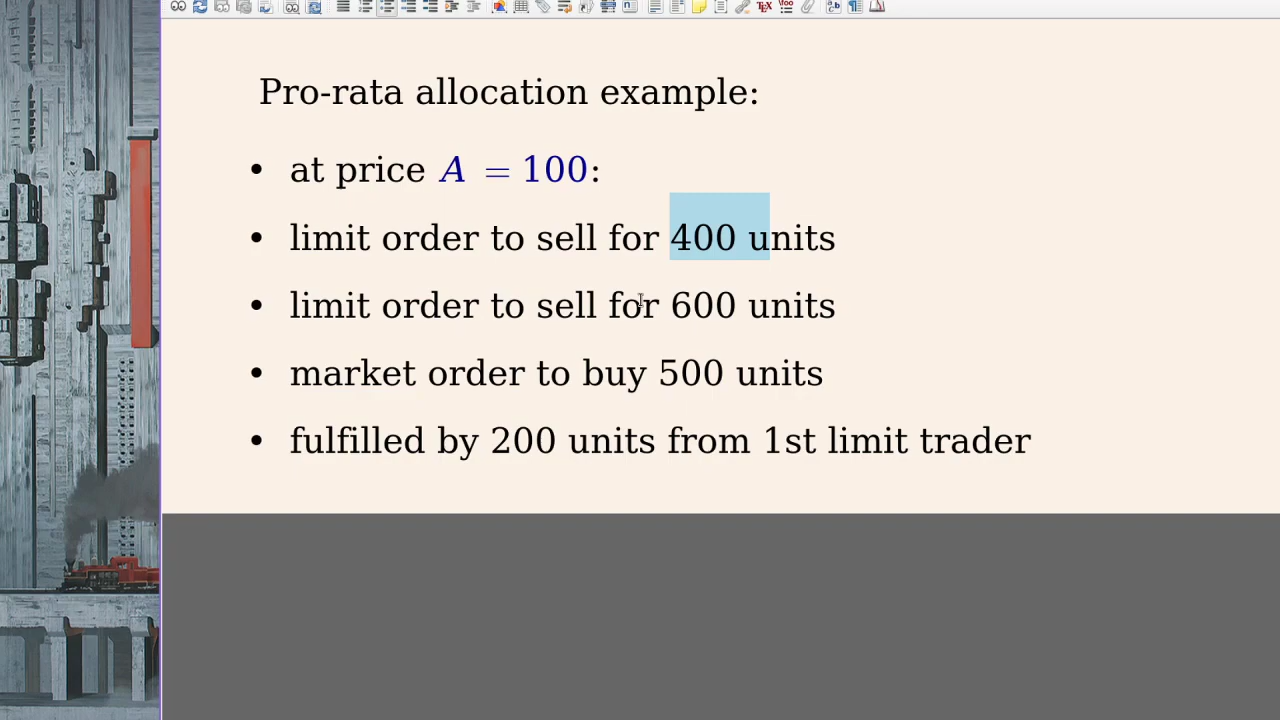 Pro-rata allocation example:
• at price A = 100:
• limit order to sell for 400 units
• limit order to sell for 600 units
• market order to buy 500 units
• fulfilled by 200 units from 1st limit trader